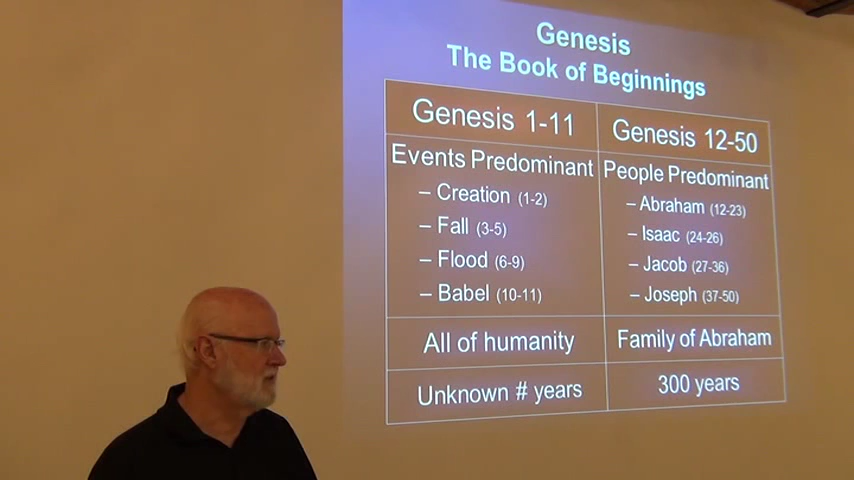 Genesis
The Book of Beginnings
Genesis 1-11
Genesis 12-50
Events Predominant
– Creation (1-2)
– Fall (3-5)
– Flood (6-9)
– Babel (10-11)
People Predominant
– Abraham (12-23)
– Isaac (24-26)
– Jacob (27-36)
– Joseph (37-50)
All of humanity
Family of Abraham
Unknown # years
300 years